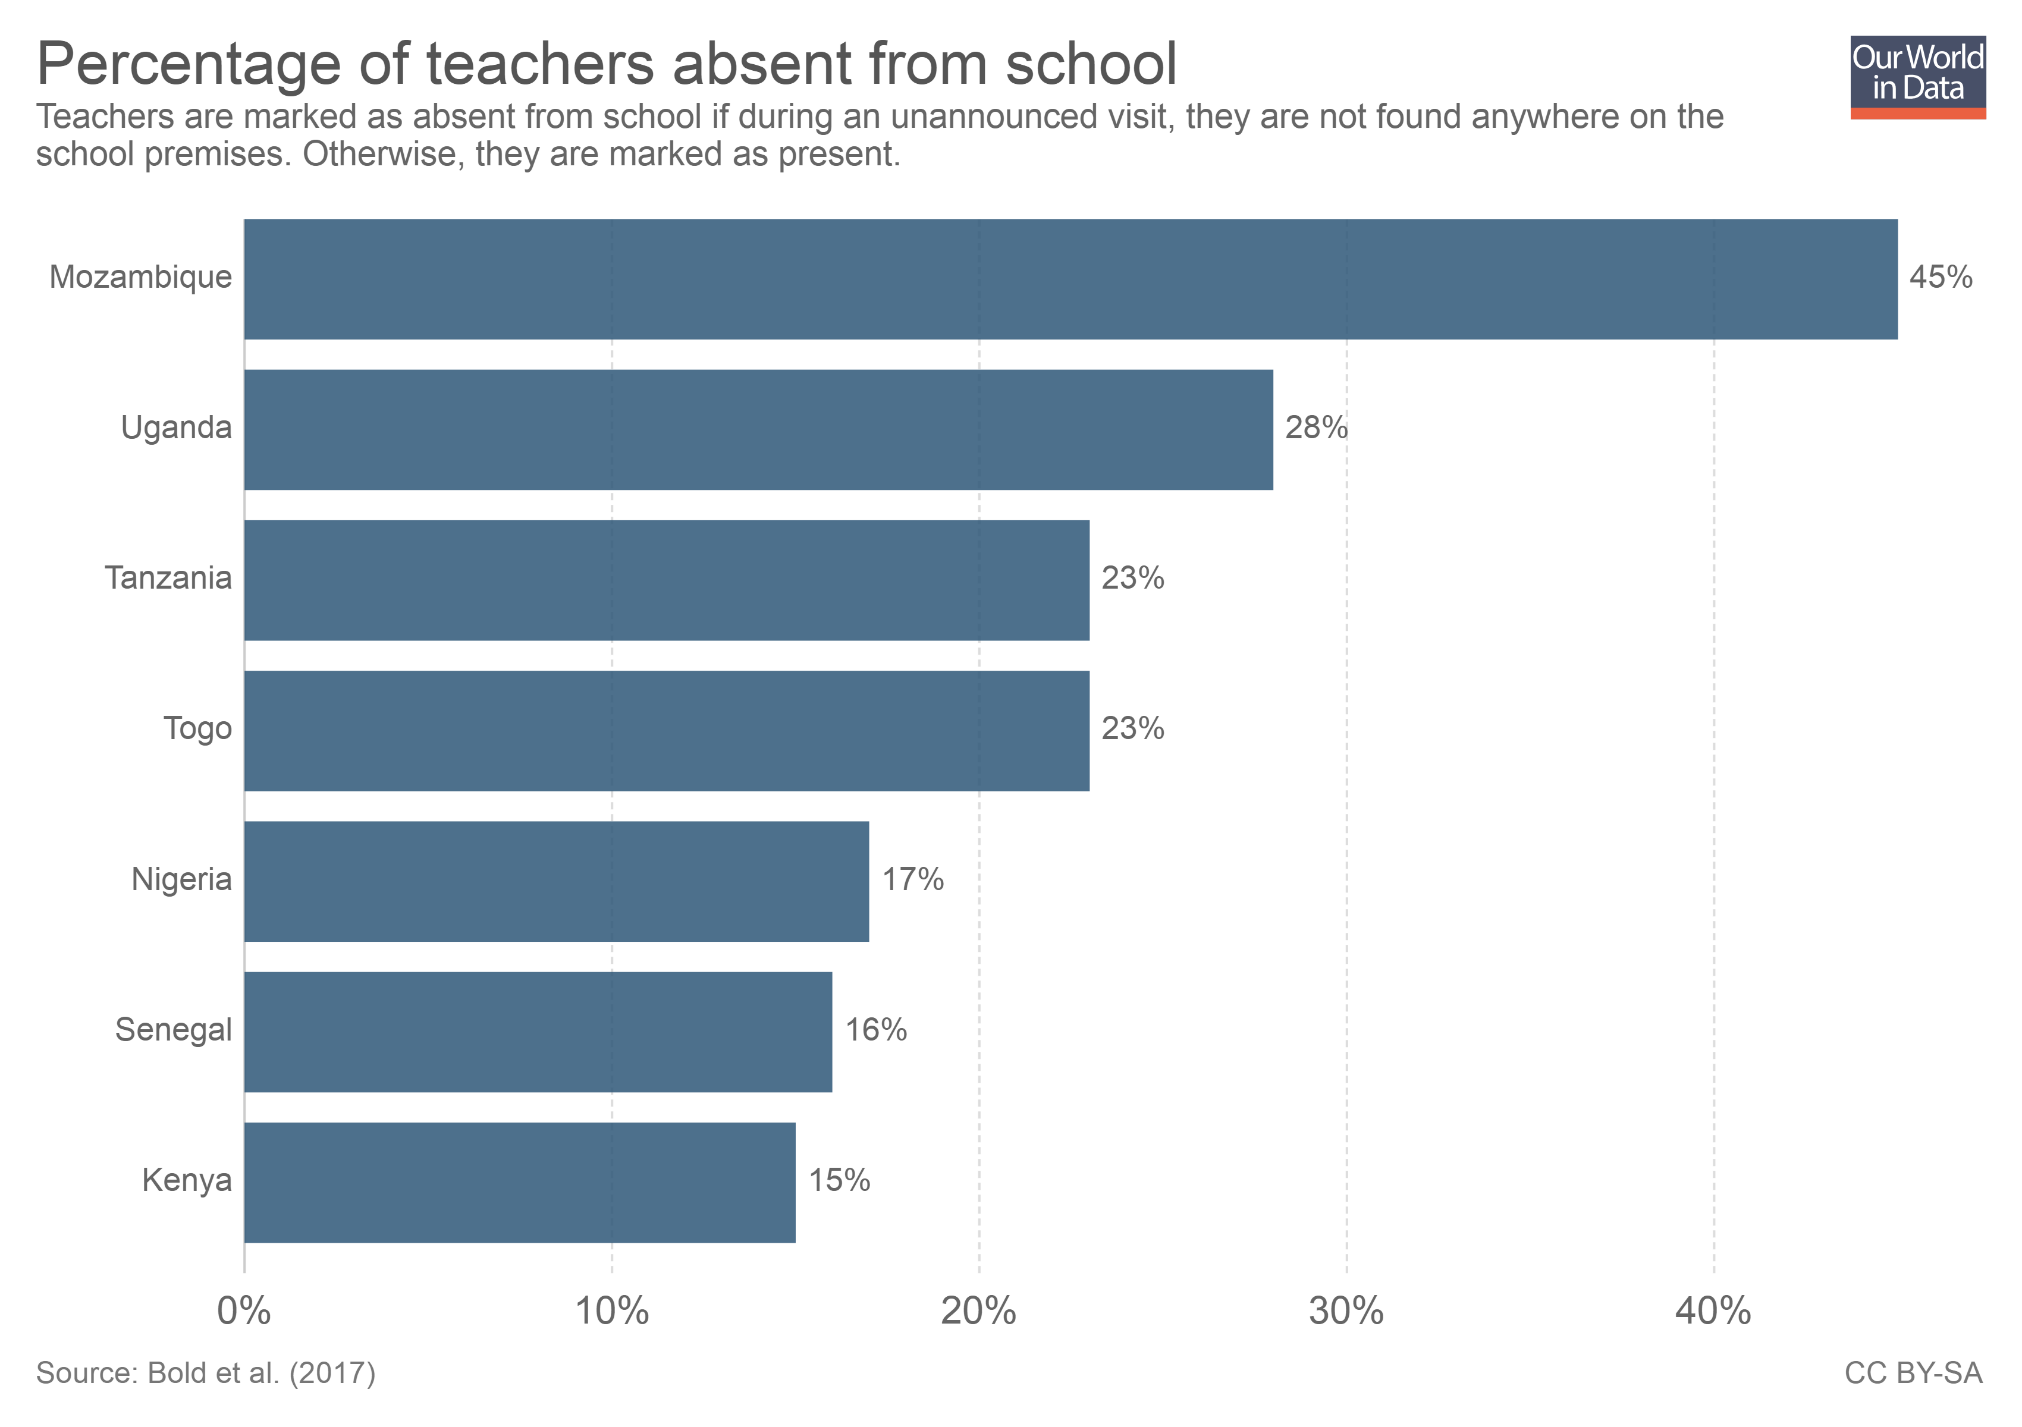 Percentage of teachers absent from school
Our World
in Data
Teachers are marked as absent from school if during an unannounced visit, they are not found anywhere on the
school premises. Otherwise, they are marked as present.
Mozambique 45%
Uganda 28%
Tanzania 23%
Togo 23%
Nigeria 17%
Senegal 16%
Kenya 15%
0% 10% 20% 30% 40%
Source: Bold et al. (2017) CC BY-SA